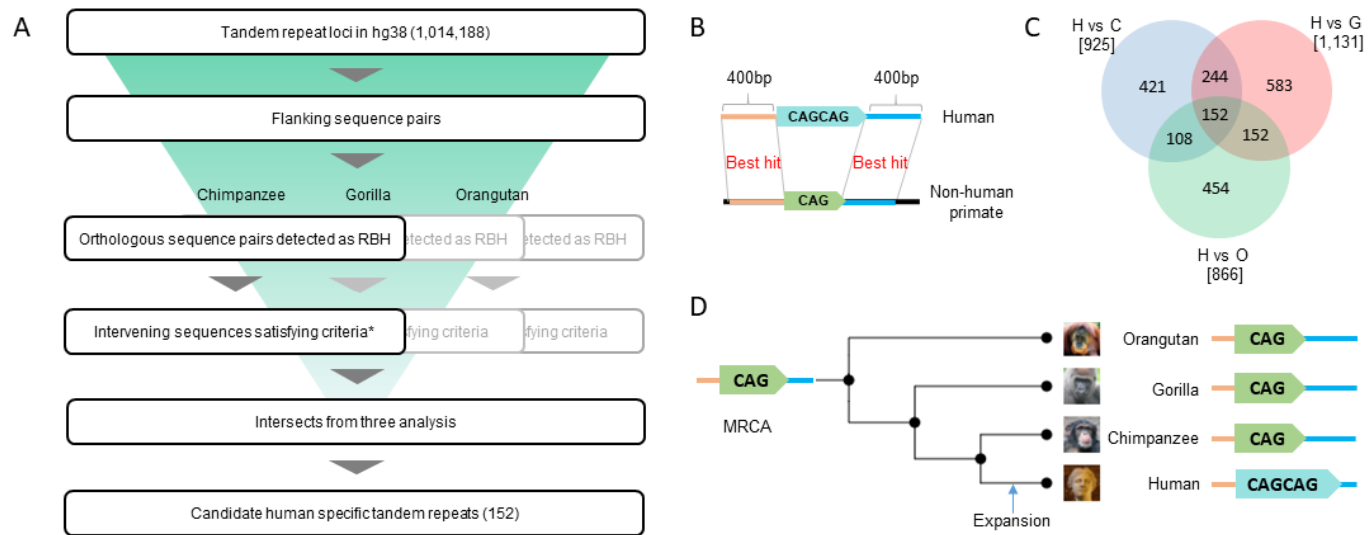 A
Tandem repeat loci in hg38 (1,014,188)
Flanking sequence pairs
Chimpanzee Gorilla Orangutan
Orthologous sequence pairs detected as RBH
etected as RBH
etected as RBH
Intervening sequences satisfying criteria*
sfying criteria
sfying criteria
Intersects from three analysis
Candidate human specific tandem repeats (152)
B
400bp 400bp
CAGCAG
Human
Best hit Best hit
CAG
Non-human
primate
C
H vs C
[925]
H vs G
[1,131]
421
244
583
152
108
152
454
H vs O
[866]
D
CAG
MRCA
Orangutan
CAG
Gorilla
CAG
Chimpanzee
CAG
Human
CAGCAG
Expansion